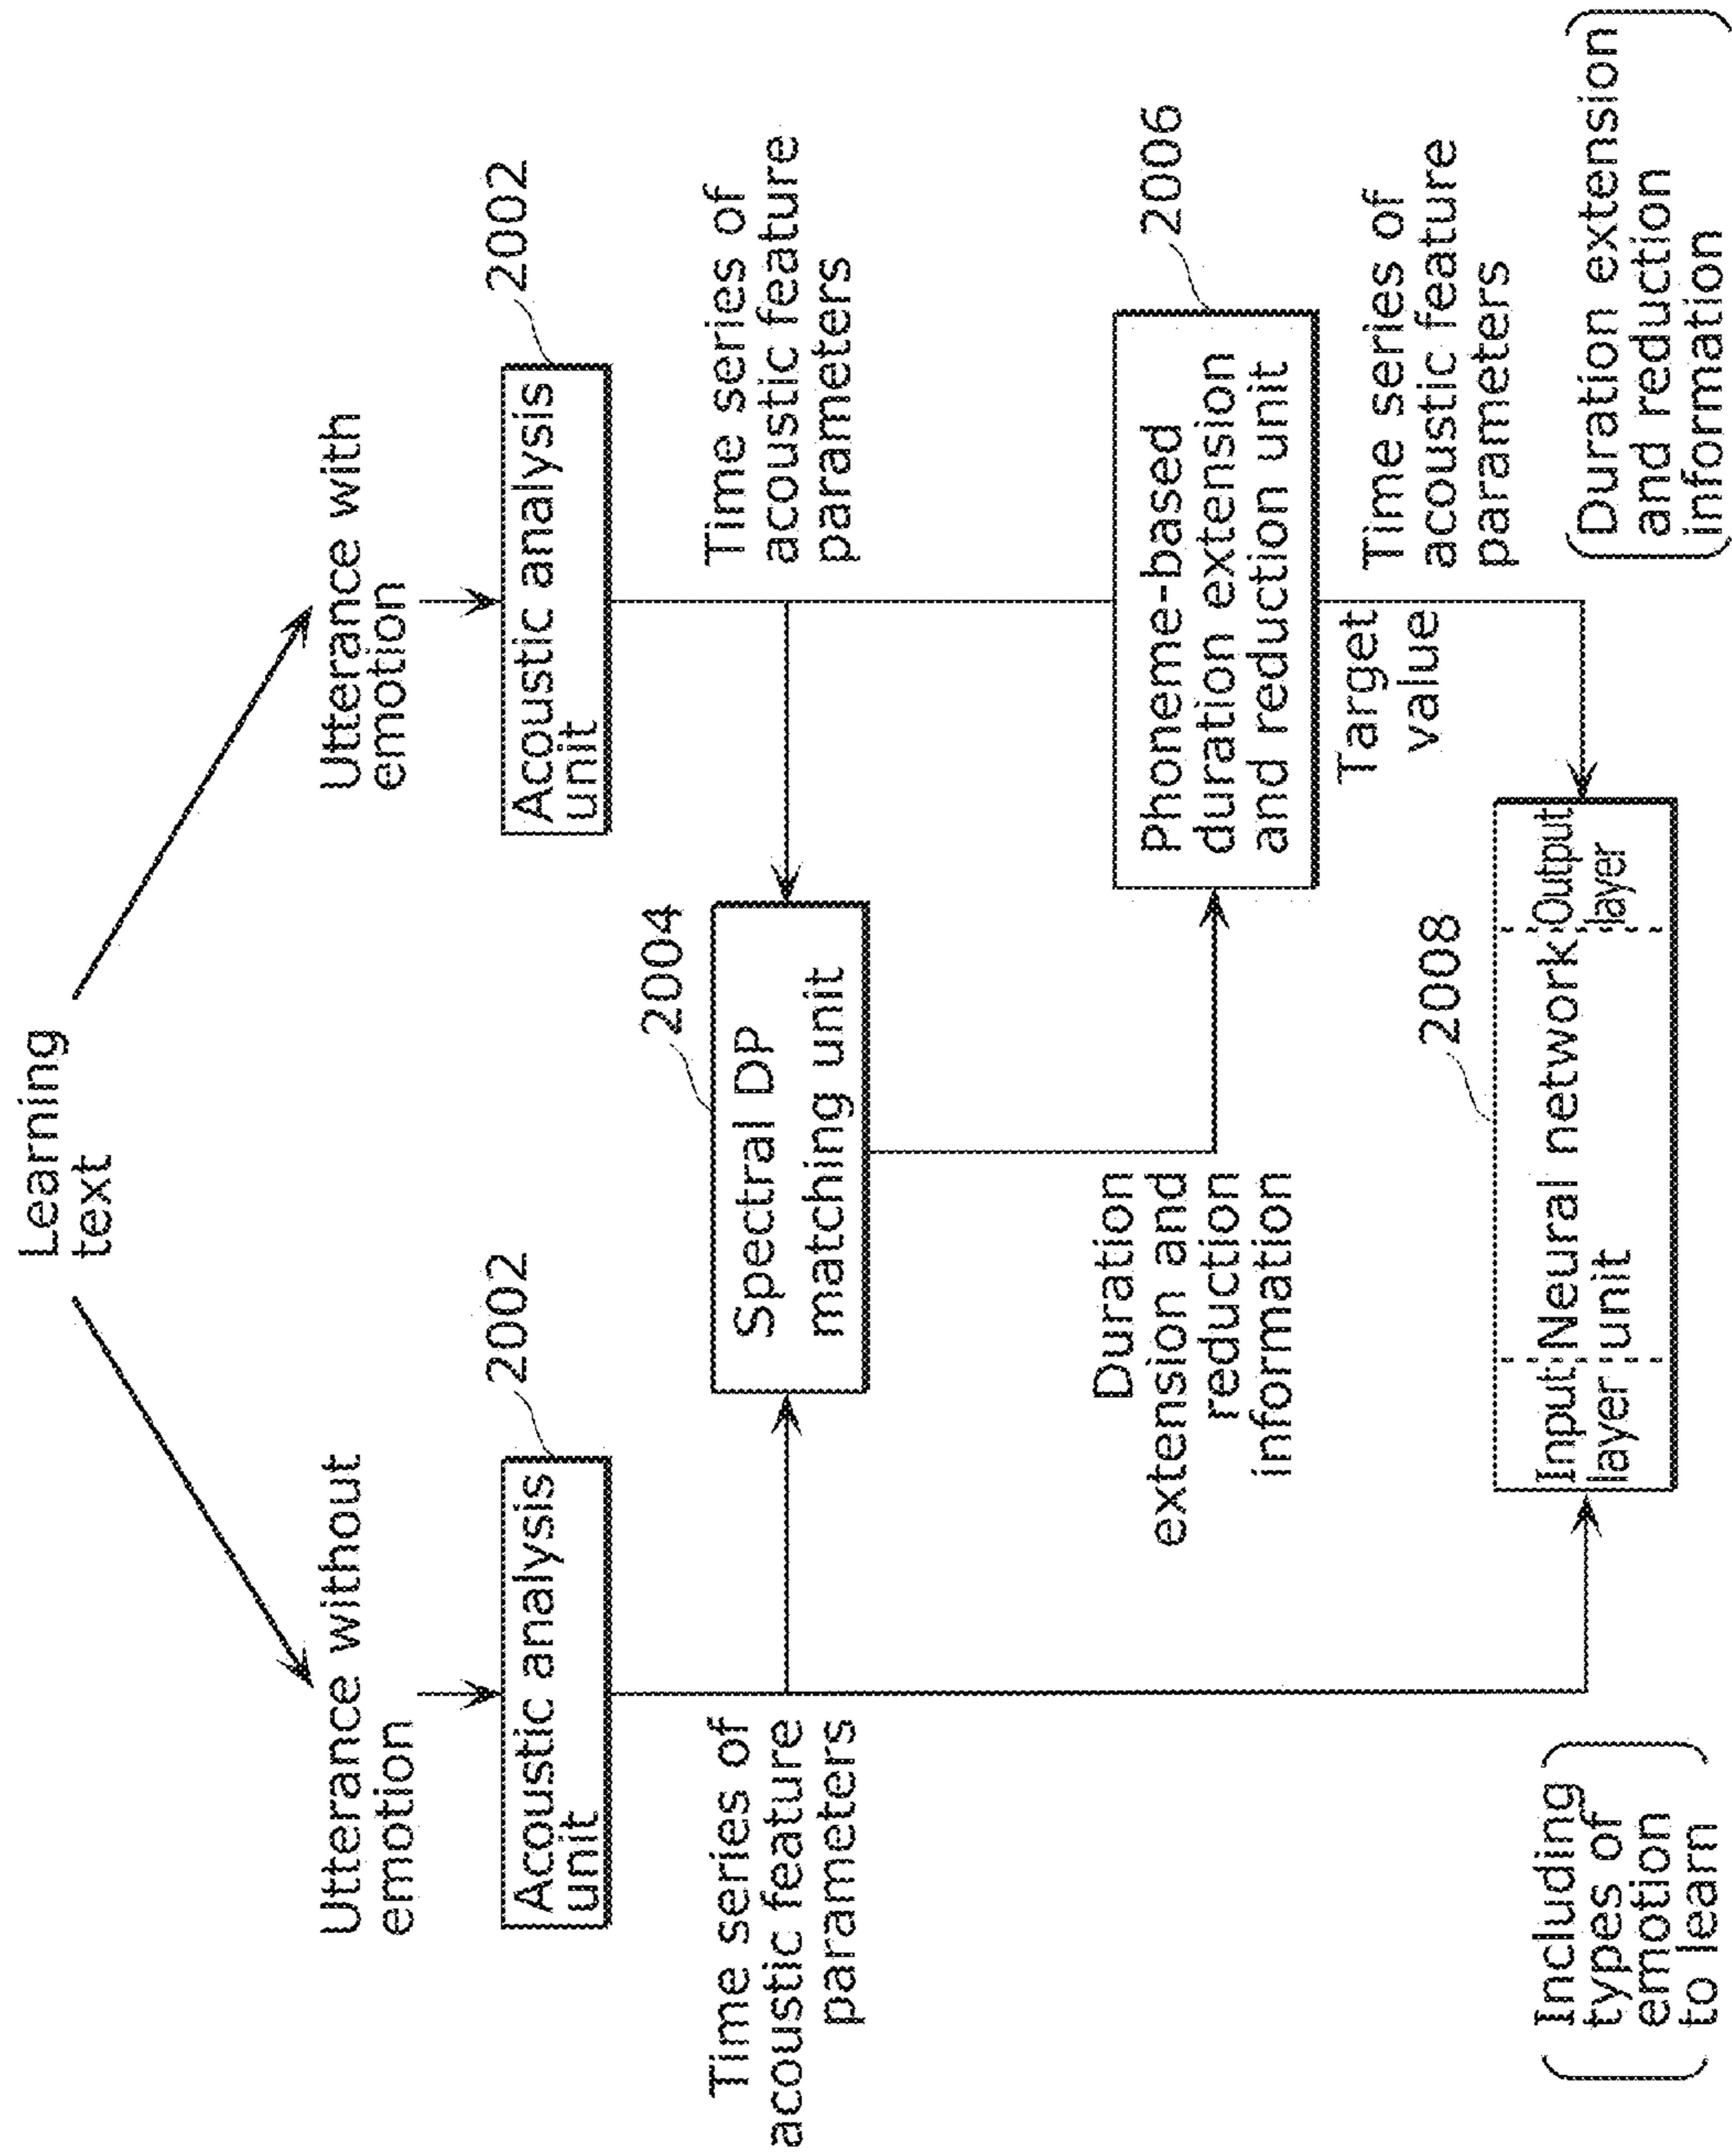 Learning
text
Utterance without
emotion
Utterance with
emotion
2002
Acoustic analysis
unit
2002
Acoustic analysis
unit
Time series of
acoustic feature
parameters
2004
Spectral DP
matching unit
Time series of
acoustic feature
parameters
Duration
extension and
reduction
information
2006
Phoneme-based
duration extension
and reduction unit
Target
value
Time series of
acoustic feature
parameters
2008
Input
layer
Neural network
unit
Output
layer
Including
types of
emotion
to learn
Duration extension
and reduction
information